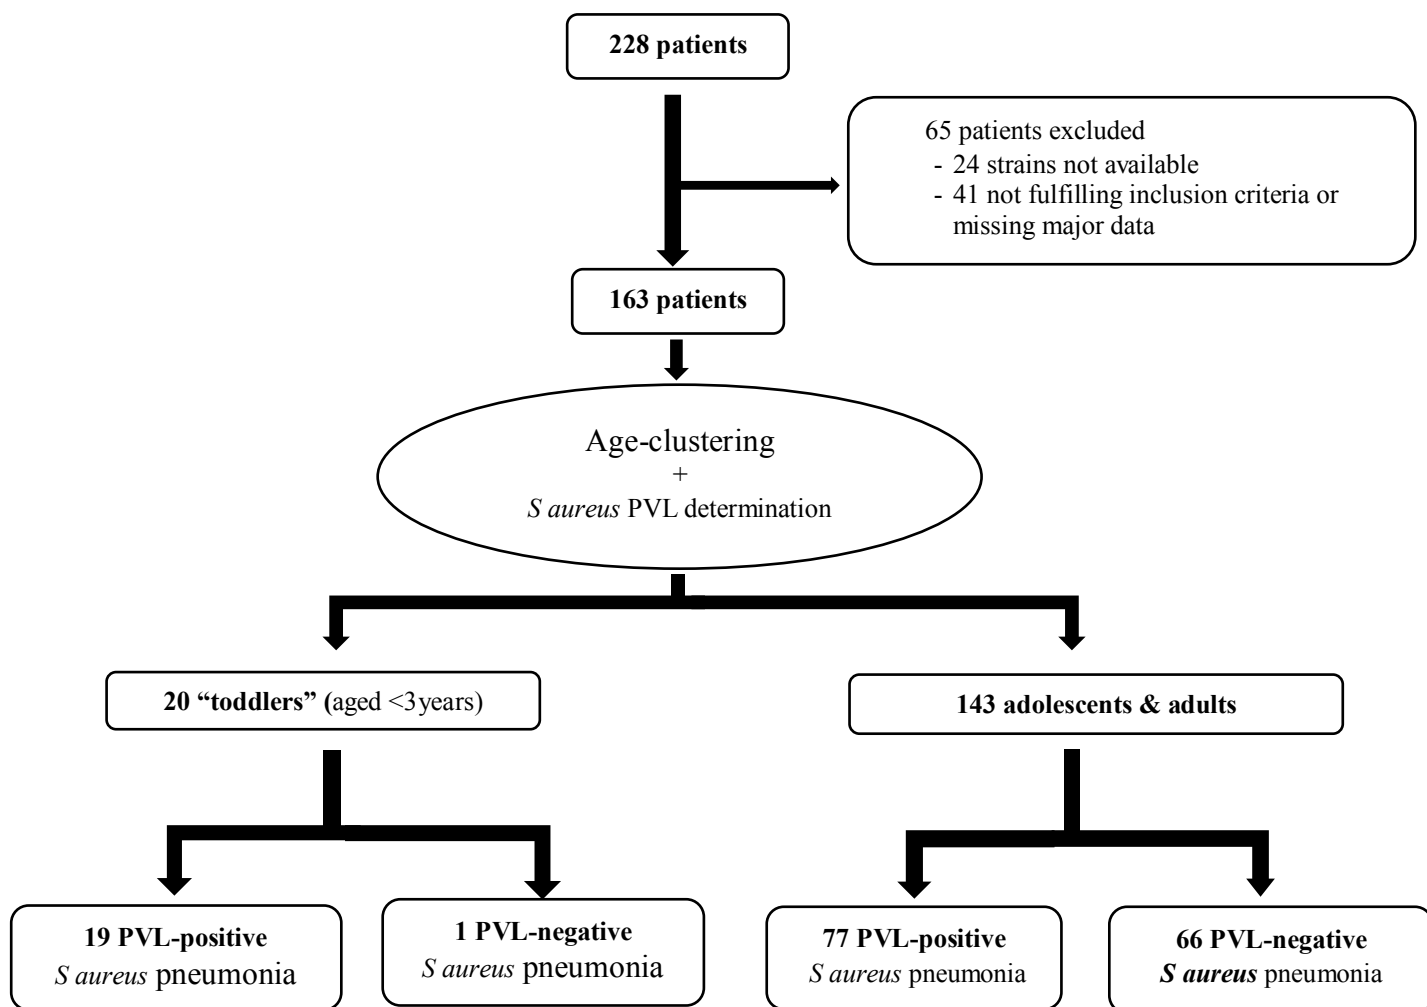 228 patients
65 patients excluded
- 24 strains not available
- 41 not fulfilling inclusion criteria or
missing major data
163 patients
Age-clustering
+
S aureus PVL determination
20 “toddlers” (aged <3years)
143 adolescents & adults
19 PVL-positive
S aureus pneumonia
1 PVL-negative
S aureus pneumonia
77 PVL-positive
S aureus pneumonia
66 PVL-negative
S aureus pneumonia